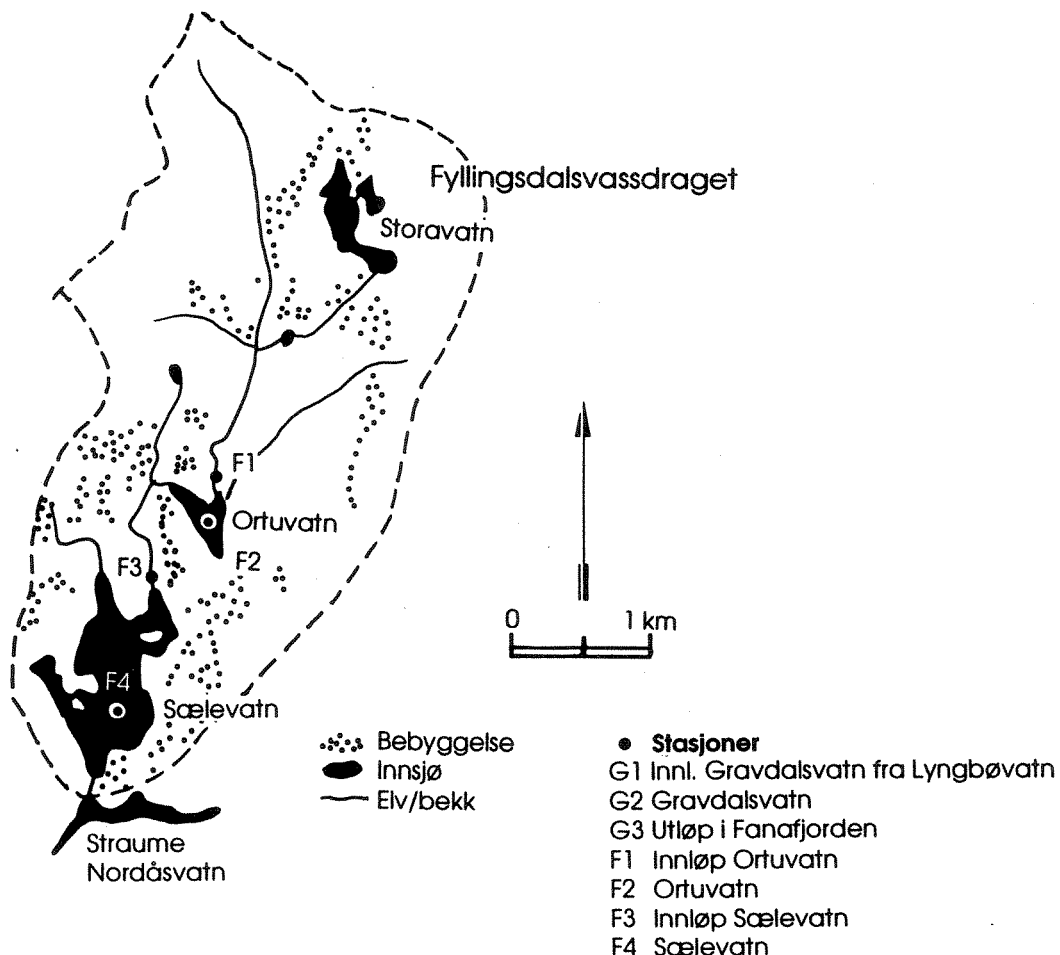 Fyllingsdalsvassdraget
Storavatn
F1
Ortuvatn
F2
F3
F4
Sælevatn
Straume
Nordåsvatn
0 1 km
Bebyggelse
Innsjø
Elv/bekk
Stasjoner
G1 Innl. Gravdalsvatn fra Lyngbøvatn
G2 Gravdalsvatn
G3 Utløp i Fanafjorden
F1 Innløp Ortuvatn
F2 Ortuvatn
F3 Innløp Sælevatn
F4 Sælevatn